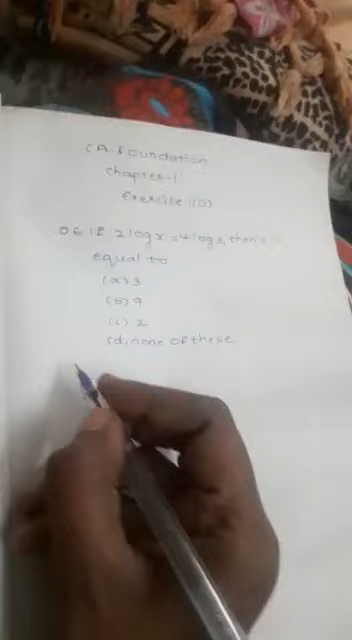 CA Foundation
Chapter-1
Exercise 1(D)
Q6. If 2 log x = 4 log 3, then x is
equal to
(a) 3
(b) 9
(c) 2
(d) none of these